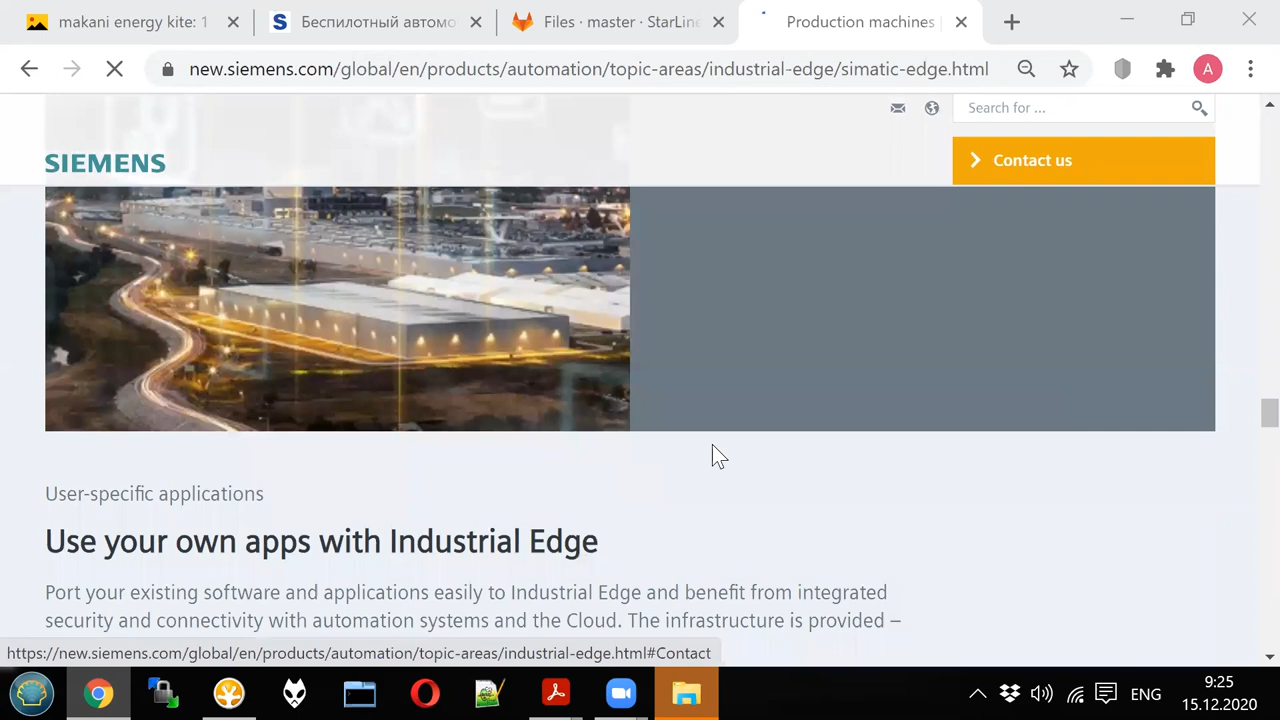 makani energy kite: 1
S
Беспилотный автомо
Files · master · StarLine
Production machines
new.siemens.com/global/en/products/automation/topic-areas/industrial-edge/simatic-edge.html
A
Search for ...
SIEMENS
Contact us
User-specific applications
Use your own apps with Industrial Edge
Port your existing software and applications easily to Industrial Edge and benefit from integrated
security and connectivity with automation systems and the Cloud. The infrastructure is provided –
https://new.siemens.com/global/en/products/automation/topic-areas/industrial-edge.html#Contact
ENG
9:25
15.12.2020